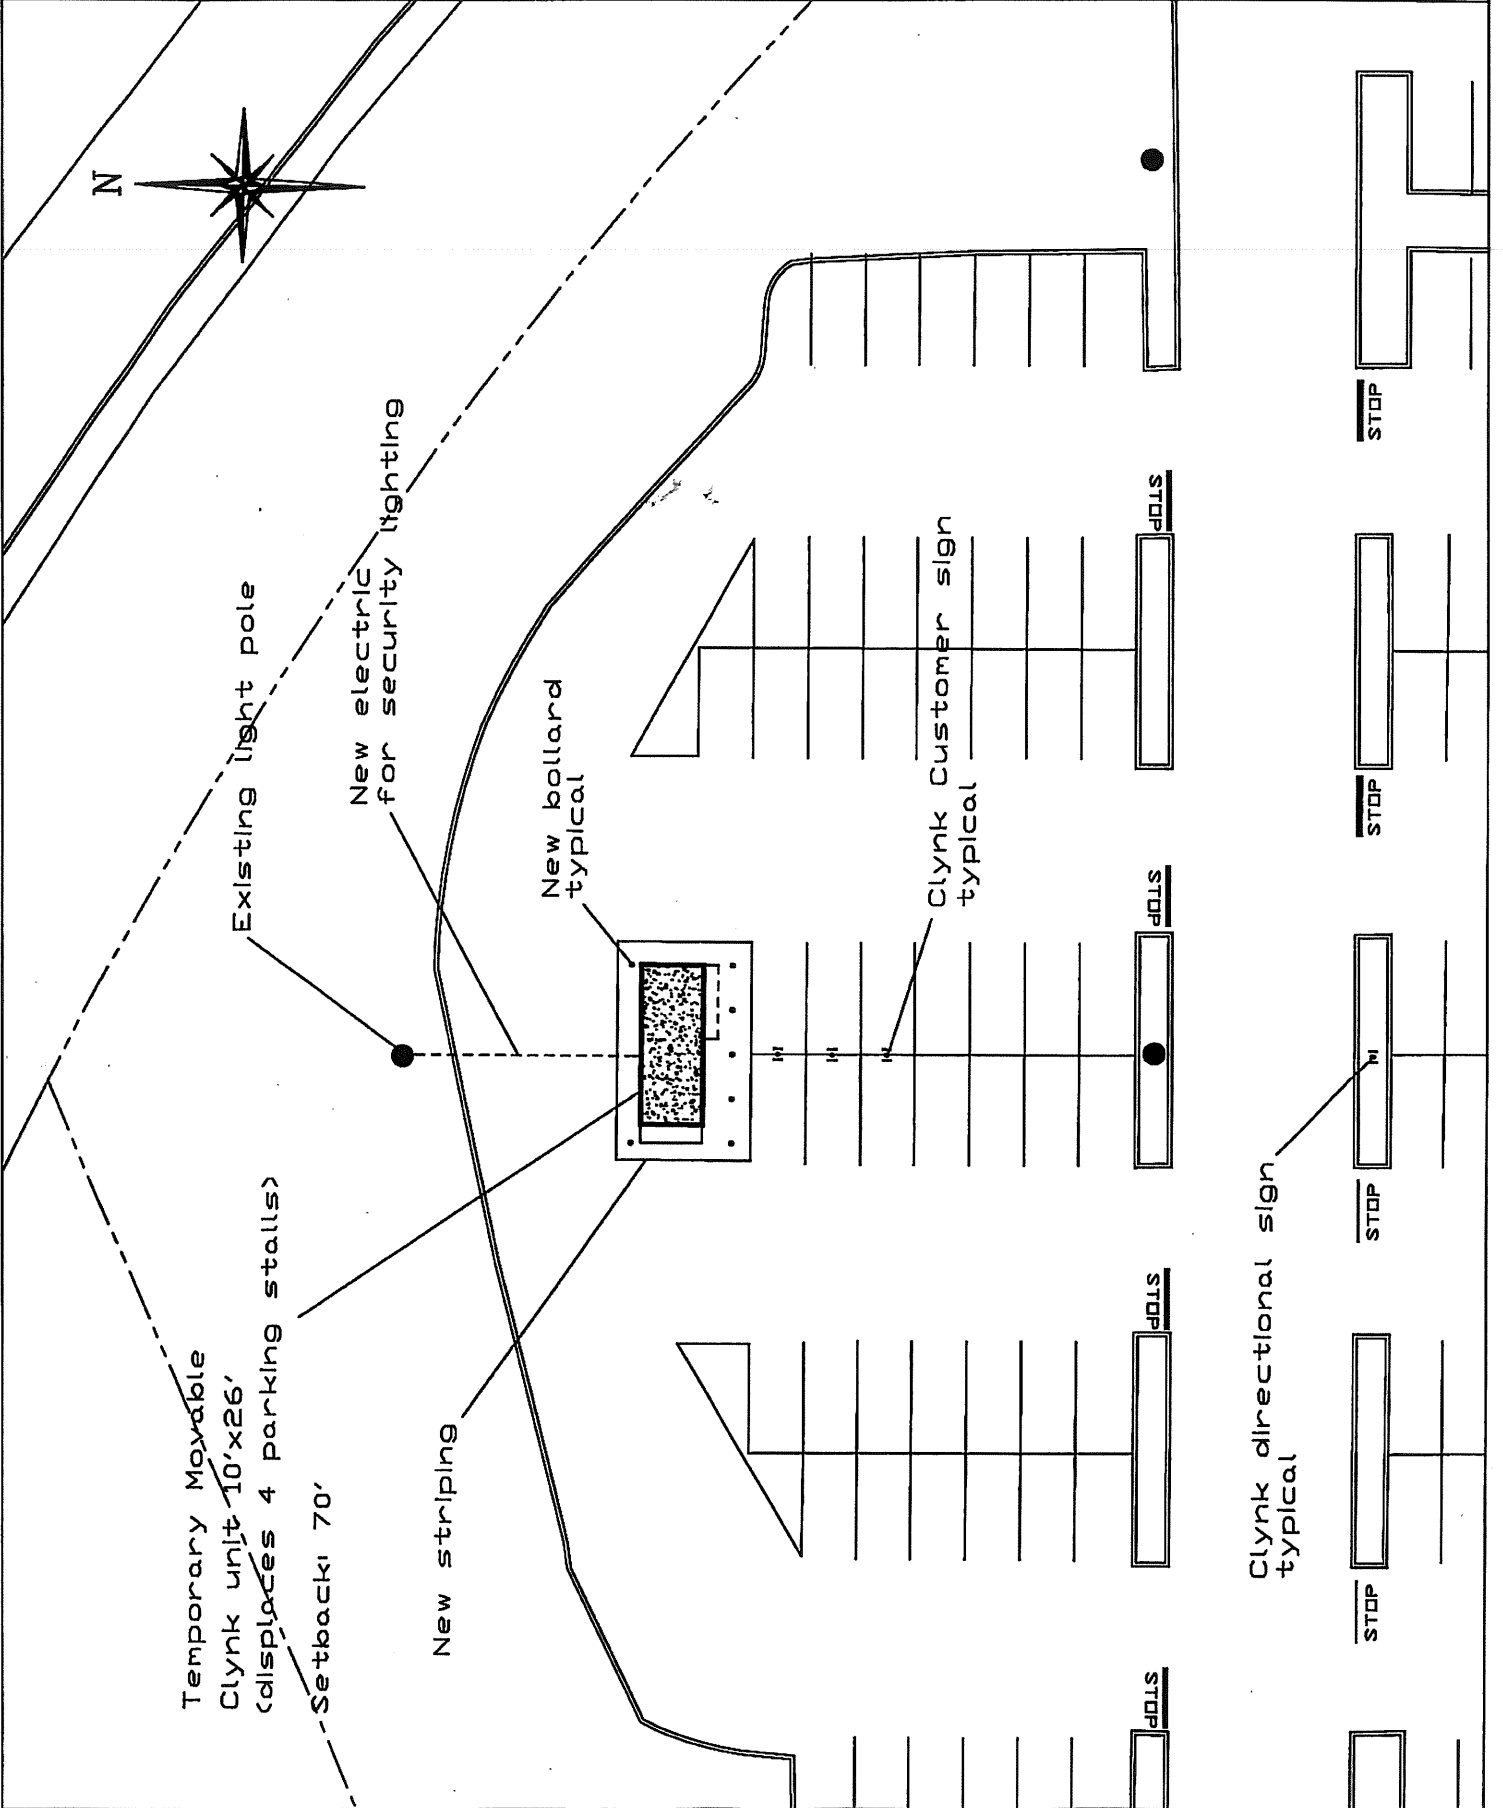 N
Existing light pole
New electric
for security lighting
New bollard
typical
Clynk Customer sign
typical
Temporary Movable
Clynk unit 10'x26'
(displaces 4 parking stalls)
Setback: 70'
New striping
Clynk directional sign
typical
STOP
STOP
STOP
STOP
STOP
STOP
STOP
STOP